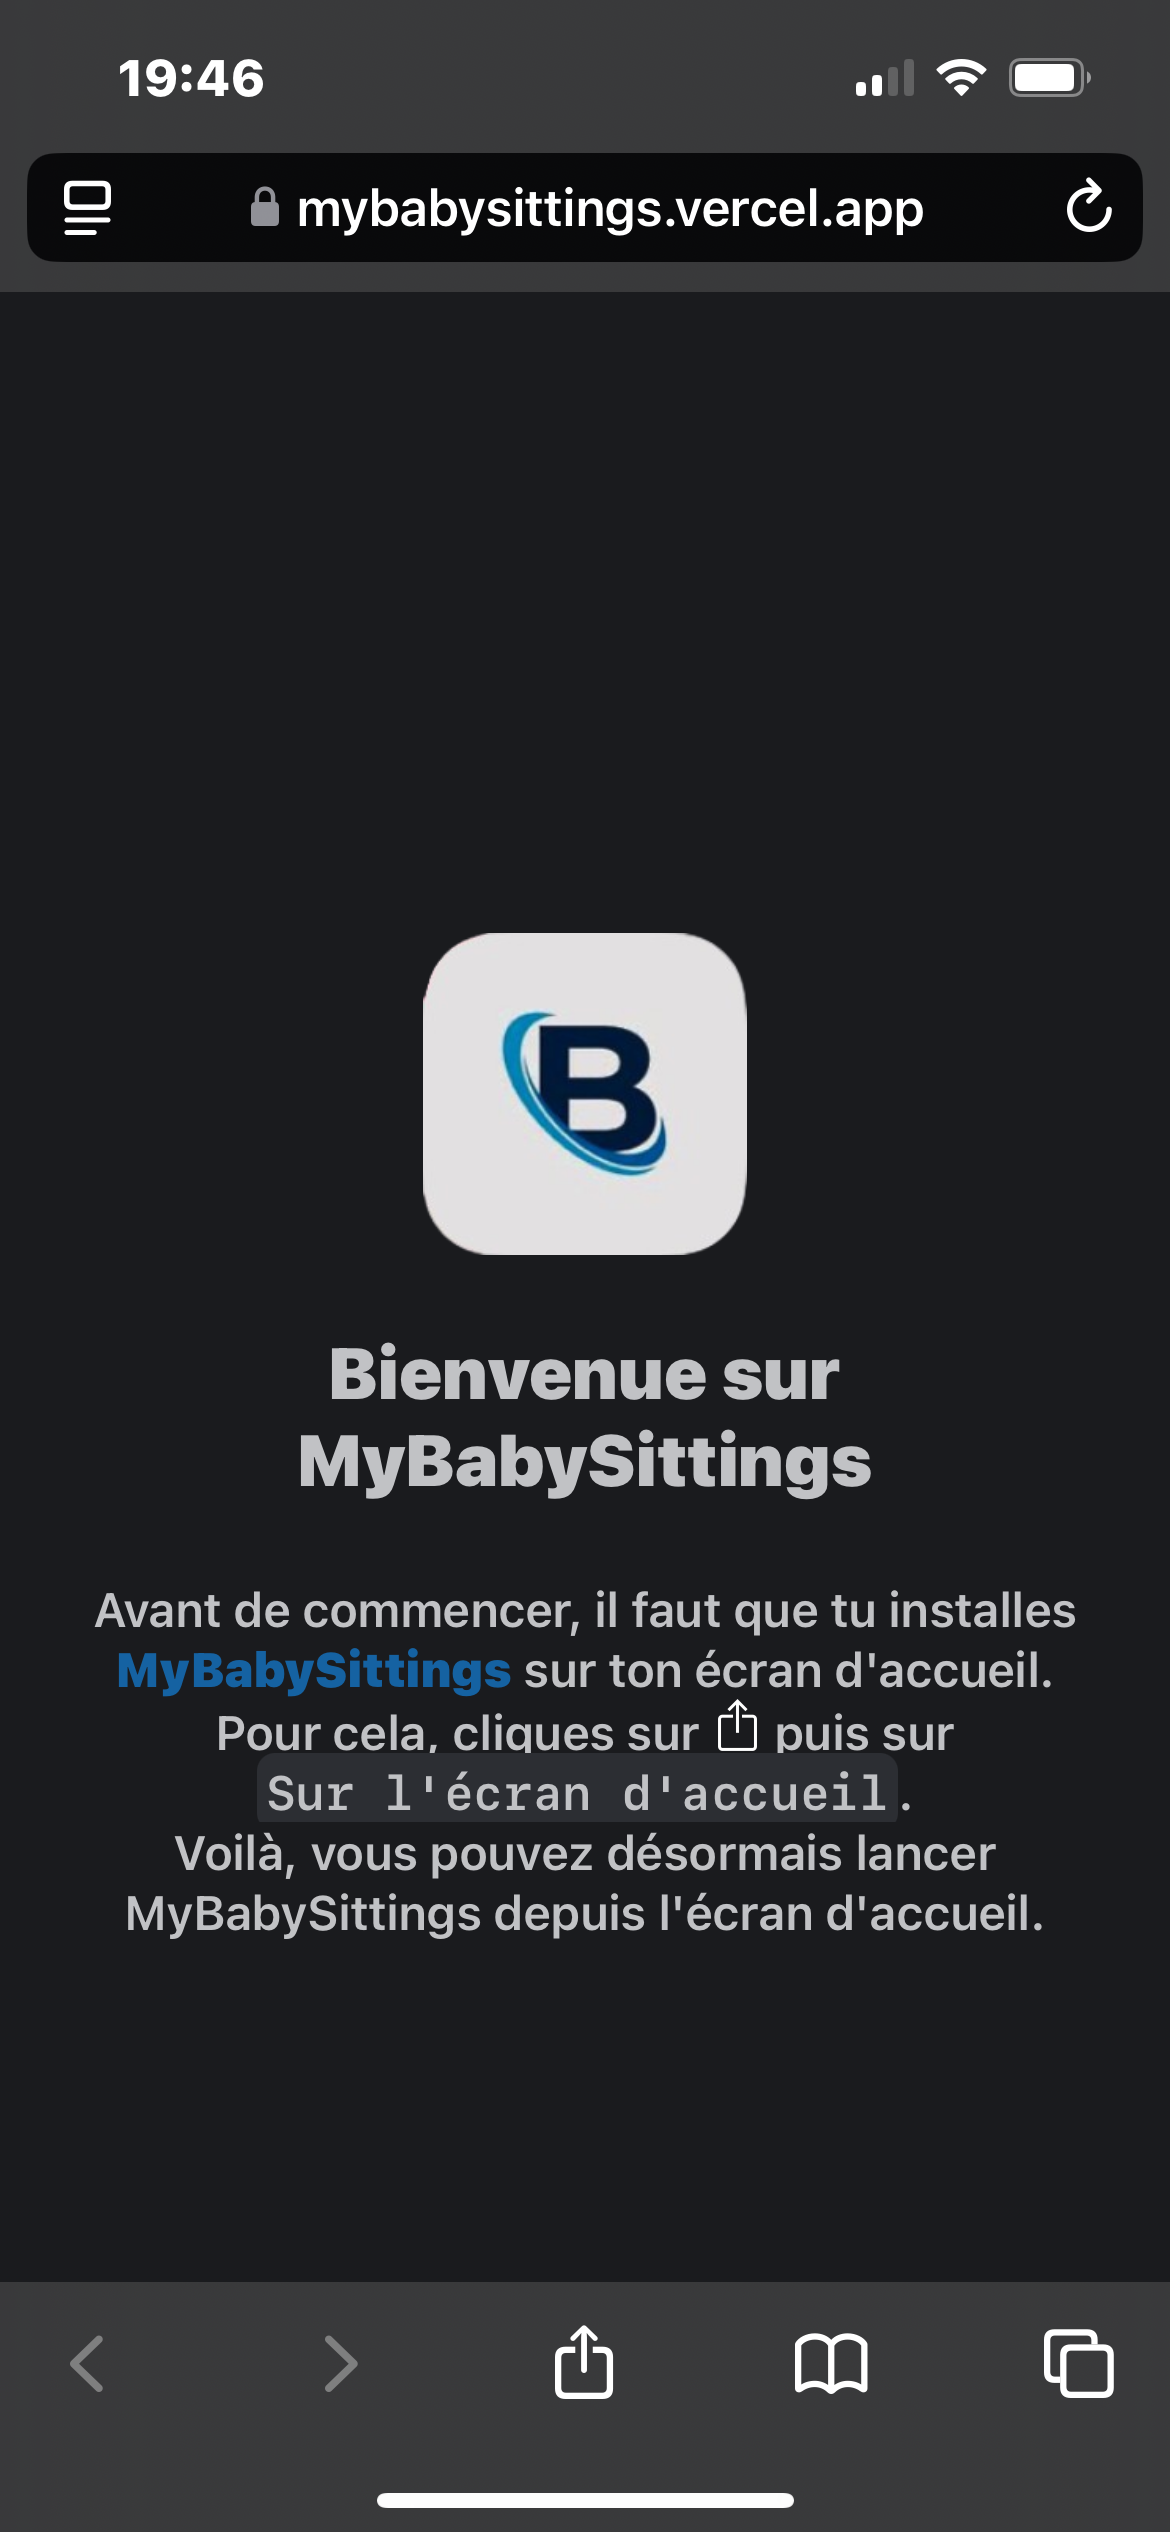 19:46
mybabysittings.vercel.app
B
Bienvenue sur
MyBabySittings
Avant de commencer, il faut que tu installes
MyBabySittings sur ton écran d'accueil.
Pour cela, cliques sur puis sur
Sur l'écran d'accueil.
Voilà, vous pouvez désormais lancer
MyBabySittings depuis l'écran d'accueil.